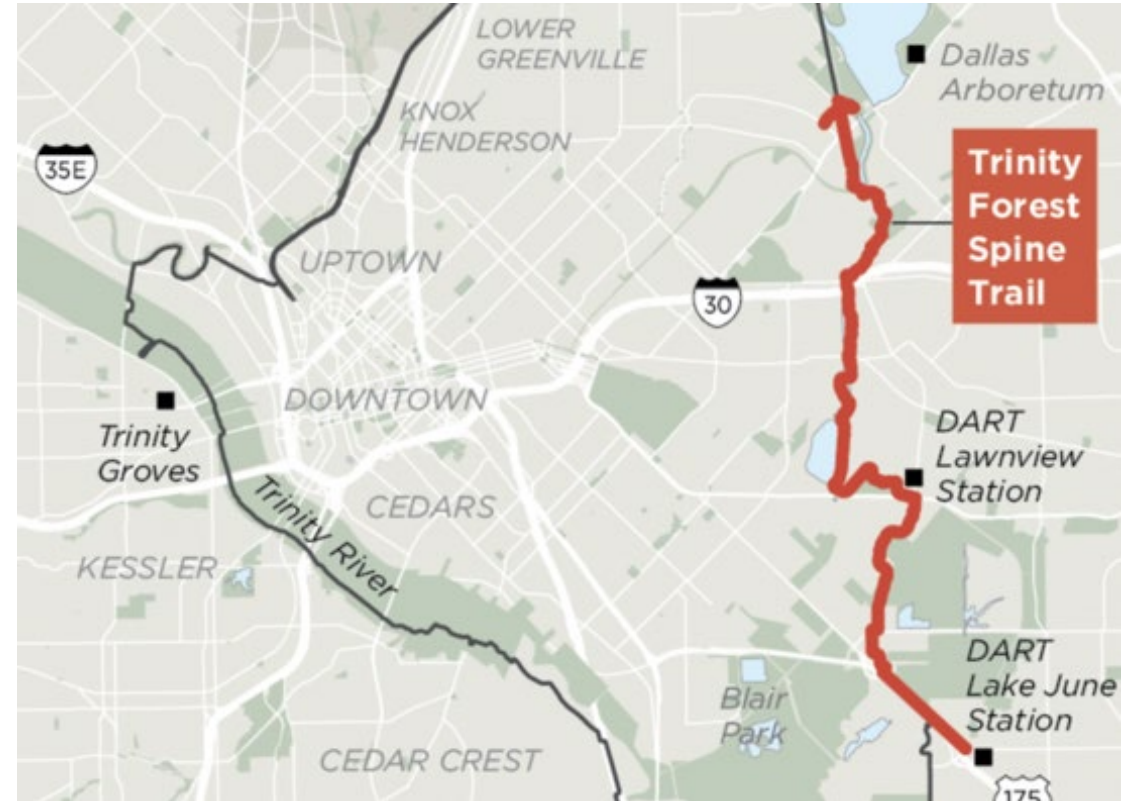 LOWER
GREENVILLE
Dallas
Arboretum
KNOX
HENDERSON
35E
Trinity
Forest
Spine
Trail
UPTOWN
30
DOWNTOWN
Trinity
Groves
DART
Lawnview
Station
CEDARS
Trinity River
KESSLER
DART
Lake June
Station
Blair
Park
CEDAR CREST
175